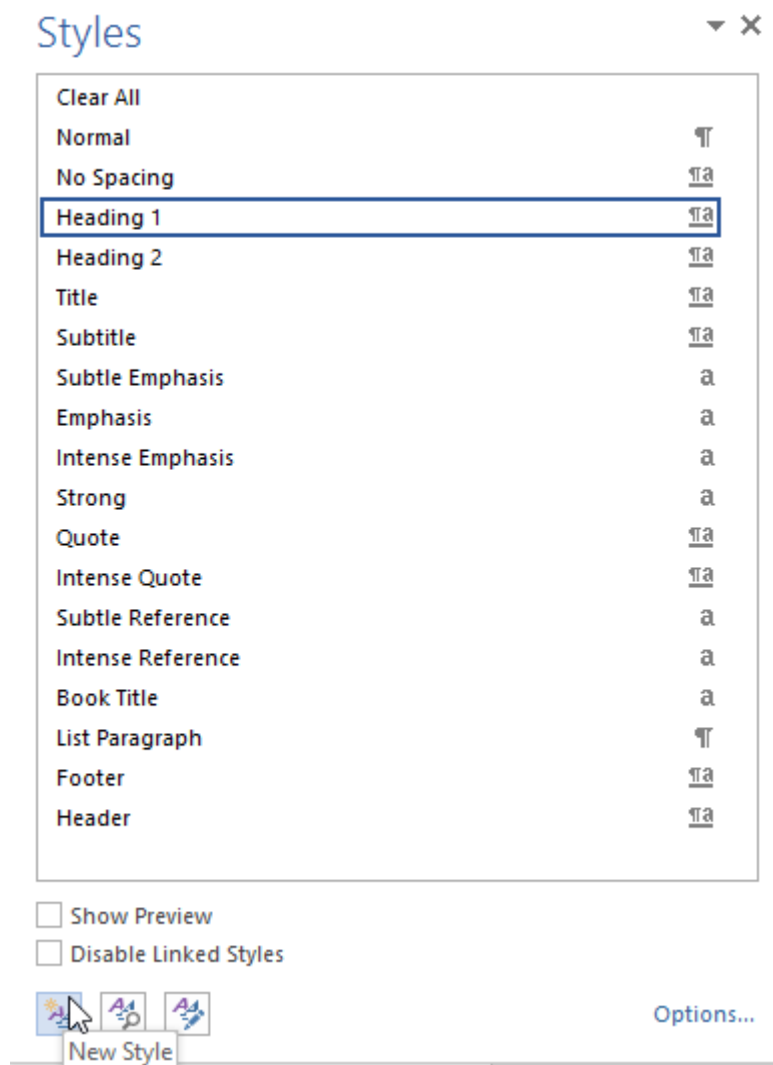 Styles
Clear All
Normal ¶
No Spacing ¶a
Heading 1 ¶a
Heading 2 ¶a
Title ¶a
Subtitle ¶a
Subtle Emphasis a
Emphasis a
Intense Emphasis a
Strong a
Quote ¶a
Intense Quote ¶a
Subtle Reference a
Intense Reference a
Book Title a
List Paragraph ¶
Footer ¶a
Header ¶a
Show Preview
Disable Linked Styles
Options...
New Style